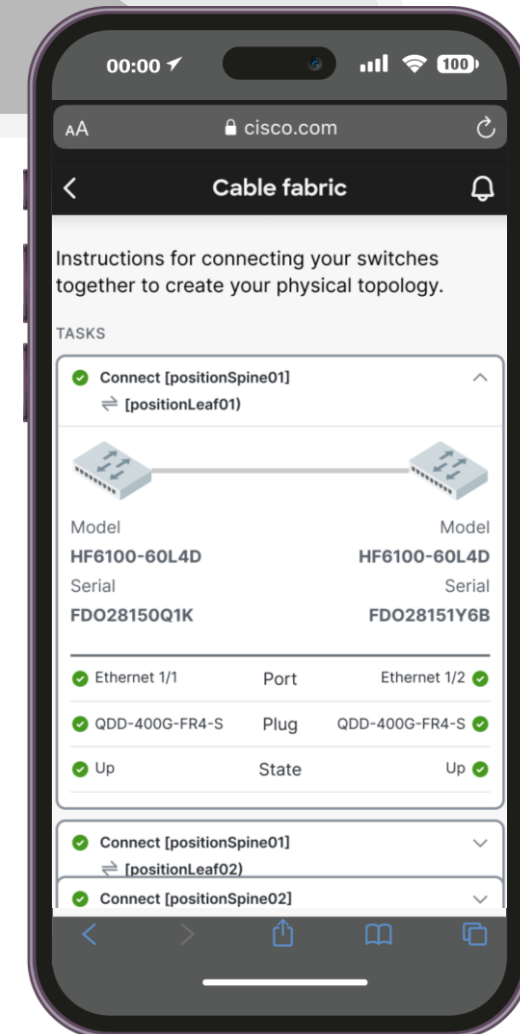 00:00
100
AA cisco.com
Cable fabric
Instructions for connecting your switches
together to create your physical topology.
TASKS
Connect [positionSpine01]
⇌ [positionLeaf01)
Model Model
HF6100-60L4D HF6100-60L4D
Serial Serial
FDO28150Q1K FDO28151Y6B
Ethernet 1/1 Port Ethernet 1/2
QDD-400G-FR4-S Plug QDD-400G-FR4-S
Up State Up
Connect [positionSpine01]
⇌ [positionLeaf02)
Connect [positionSpine02]